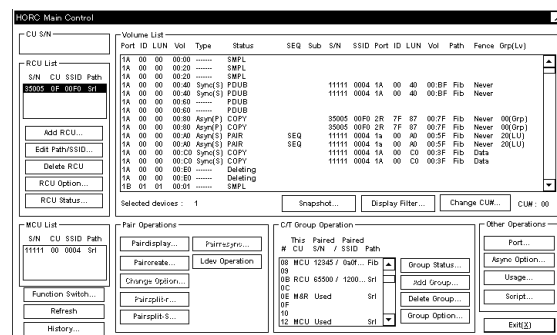 HORC Main Control
CU S/N
RCU List
S/N CU SSID Path
35005 0F 00F0 Srl
Add RCU...
Edit Path/SSID...
Delete RCU
RCU Option...
RCU Status...
MCU List
S/N CU SSID Path
11111 00 0004 Srl
Function Switch...
Refresh
History...
Volume List
Port ID LUN Vol Type Status SEQ Sub S/N SSID Port ID LUN Vol Path Fence Grp(Lv)
1A 00 00 00:00 ------- SMPL
1A 00 00 00:20 ------- SMPL
1A 00 00 00:40 Sync(S) PDUB 11111 0004 1A 00 40 00:BF Fib Never
1A 00 00 00:40 Sync(S) PDUB 11111 0004 1A 00 40 00:BF Fib Never
1A 00 00 00:60 ------- PDUB
1A 00 00 00:60 ------- PDUB
1A 00 00 00:80 Asyn(P) COPY 35005 00F0 2R 7F 87 00:7F Fib Never 00(Grp)
1A 00 00 00:80 Asyn(P) COPY 35005 00F0 2R 7F 87 00:7F Fib Never 00(Grp)
1A 00 00 00:A0 Asyn(S) PAIR SEQ 11111 0004 1a 00 A0 00:5F Fib Never 20(LU)
1A 00 00 00:A0 Asyn(S) PAIR SEQ 11111 0004 1a 00 A0 00:5F Fib Never 20(LU)
1A 00 00 00:C0 Sync(S) COPY 11111 0004 1A 00 C0 00:3F Fib Data
1A 00 00 00:C0 Sync(S) COPY 11111 0004 1A 00 C0 00:3F Fib Data
1A 00 00 00:E0 ------- Deleting
1A 00 00 00:E0 ------- Deleting
1B 01 01 00:01 ------- SMPL
Selected devices : 1
Snapshot...
Display Filter...
Change CU#...
CU#: 00
Pair Operations
Pairdisplay...
Pairresync...
Paircreate...
Ldev Operation
Change Option...
Pairsplit-r...
Pairsplit-S...
C/T Group Operation
This Paired Paired
# CU S/N / SSID Path
08 MCU 12345 / 0a0f... Fib
09
0B RCU 65500 / 1200... Srl
0C
0E M&R Used Srl
0F
10
12 MCU Used Srl
Group Status...
Add Group...
Delete Group...
Group Option...
Other Operations
Port...
Async Option...
Usage...
Script...
Exit(X)